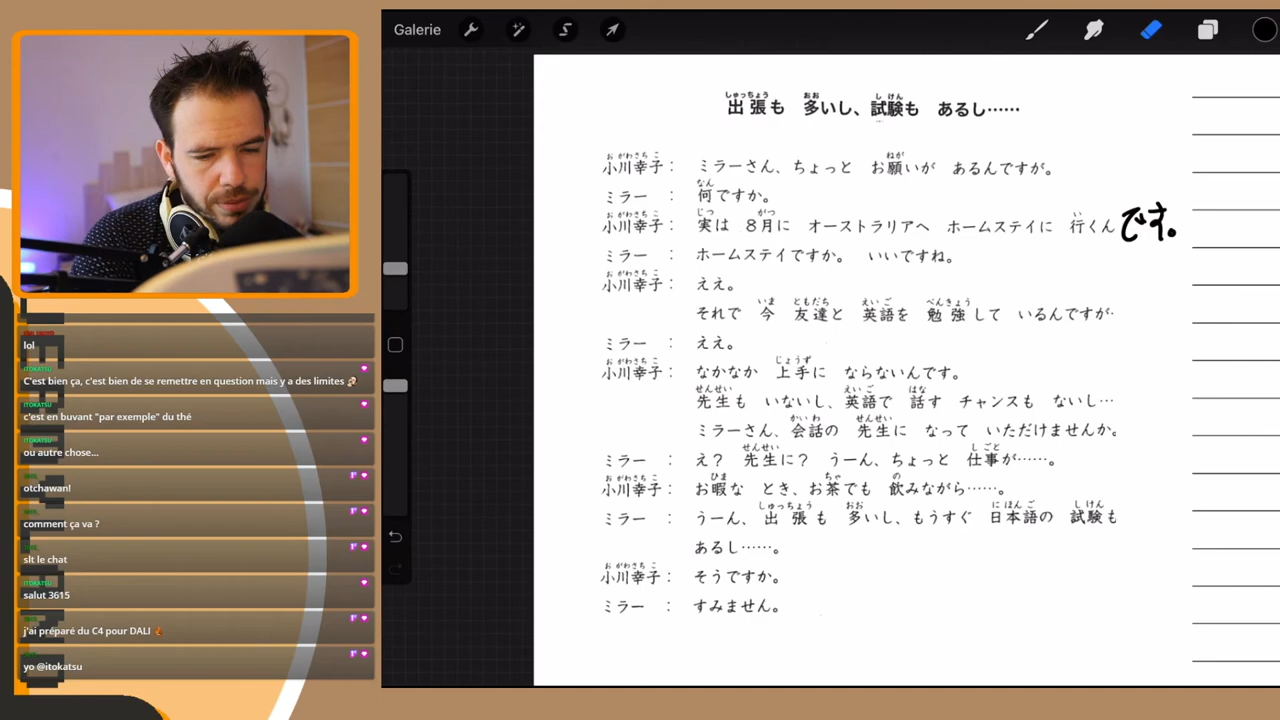 lol
C'est bien ça, c'est bien de se remettre en question mais y a des limites
ITOKATSU
c'est en buvant "par exemple" du thé
ITOKATSU
ou autre chose...
otchawan!
comment ça va ?
slt le chat
ITOKATSU
salut 3615
j'ai préparé du C4 pour DALI
yo @itokatsu
Galerie
出張も 多いし、試験も あるし……
小川幸子： ミラーさん、ちょっと お願いが あるんですが。
ミラー ： 何ですか。
小川幸子： 実は ８月に オーストラリアへ ホームステイに 行くんです。
ミラー ： ホームステイですか。 いいですね。
小川幸子： ええ。
それで 今 友達と 英語を 勉強して いるんですが…
ミラー ： ええ。
小川幸子： なかなか 上手に ならないんです。
先生も いないし、英語で 話す チャンスも ないし…
ミラーさん、会話の 先生に なって いただけませんか。
ミラー ： え？ 先生に？ うーん、ちょっと 仕事が……。
小川幸子： お暇な とき、お茶でも 飲みながら……。
ミラー ： うーん、出張も 多いし、もうすぐ 日本語の 試験も
あるし……。
小川幸子： そうですか。
ミラー ： すみません。